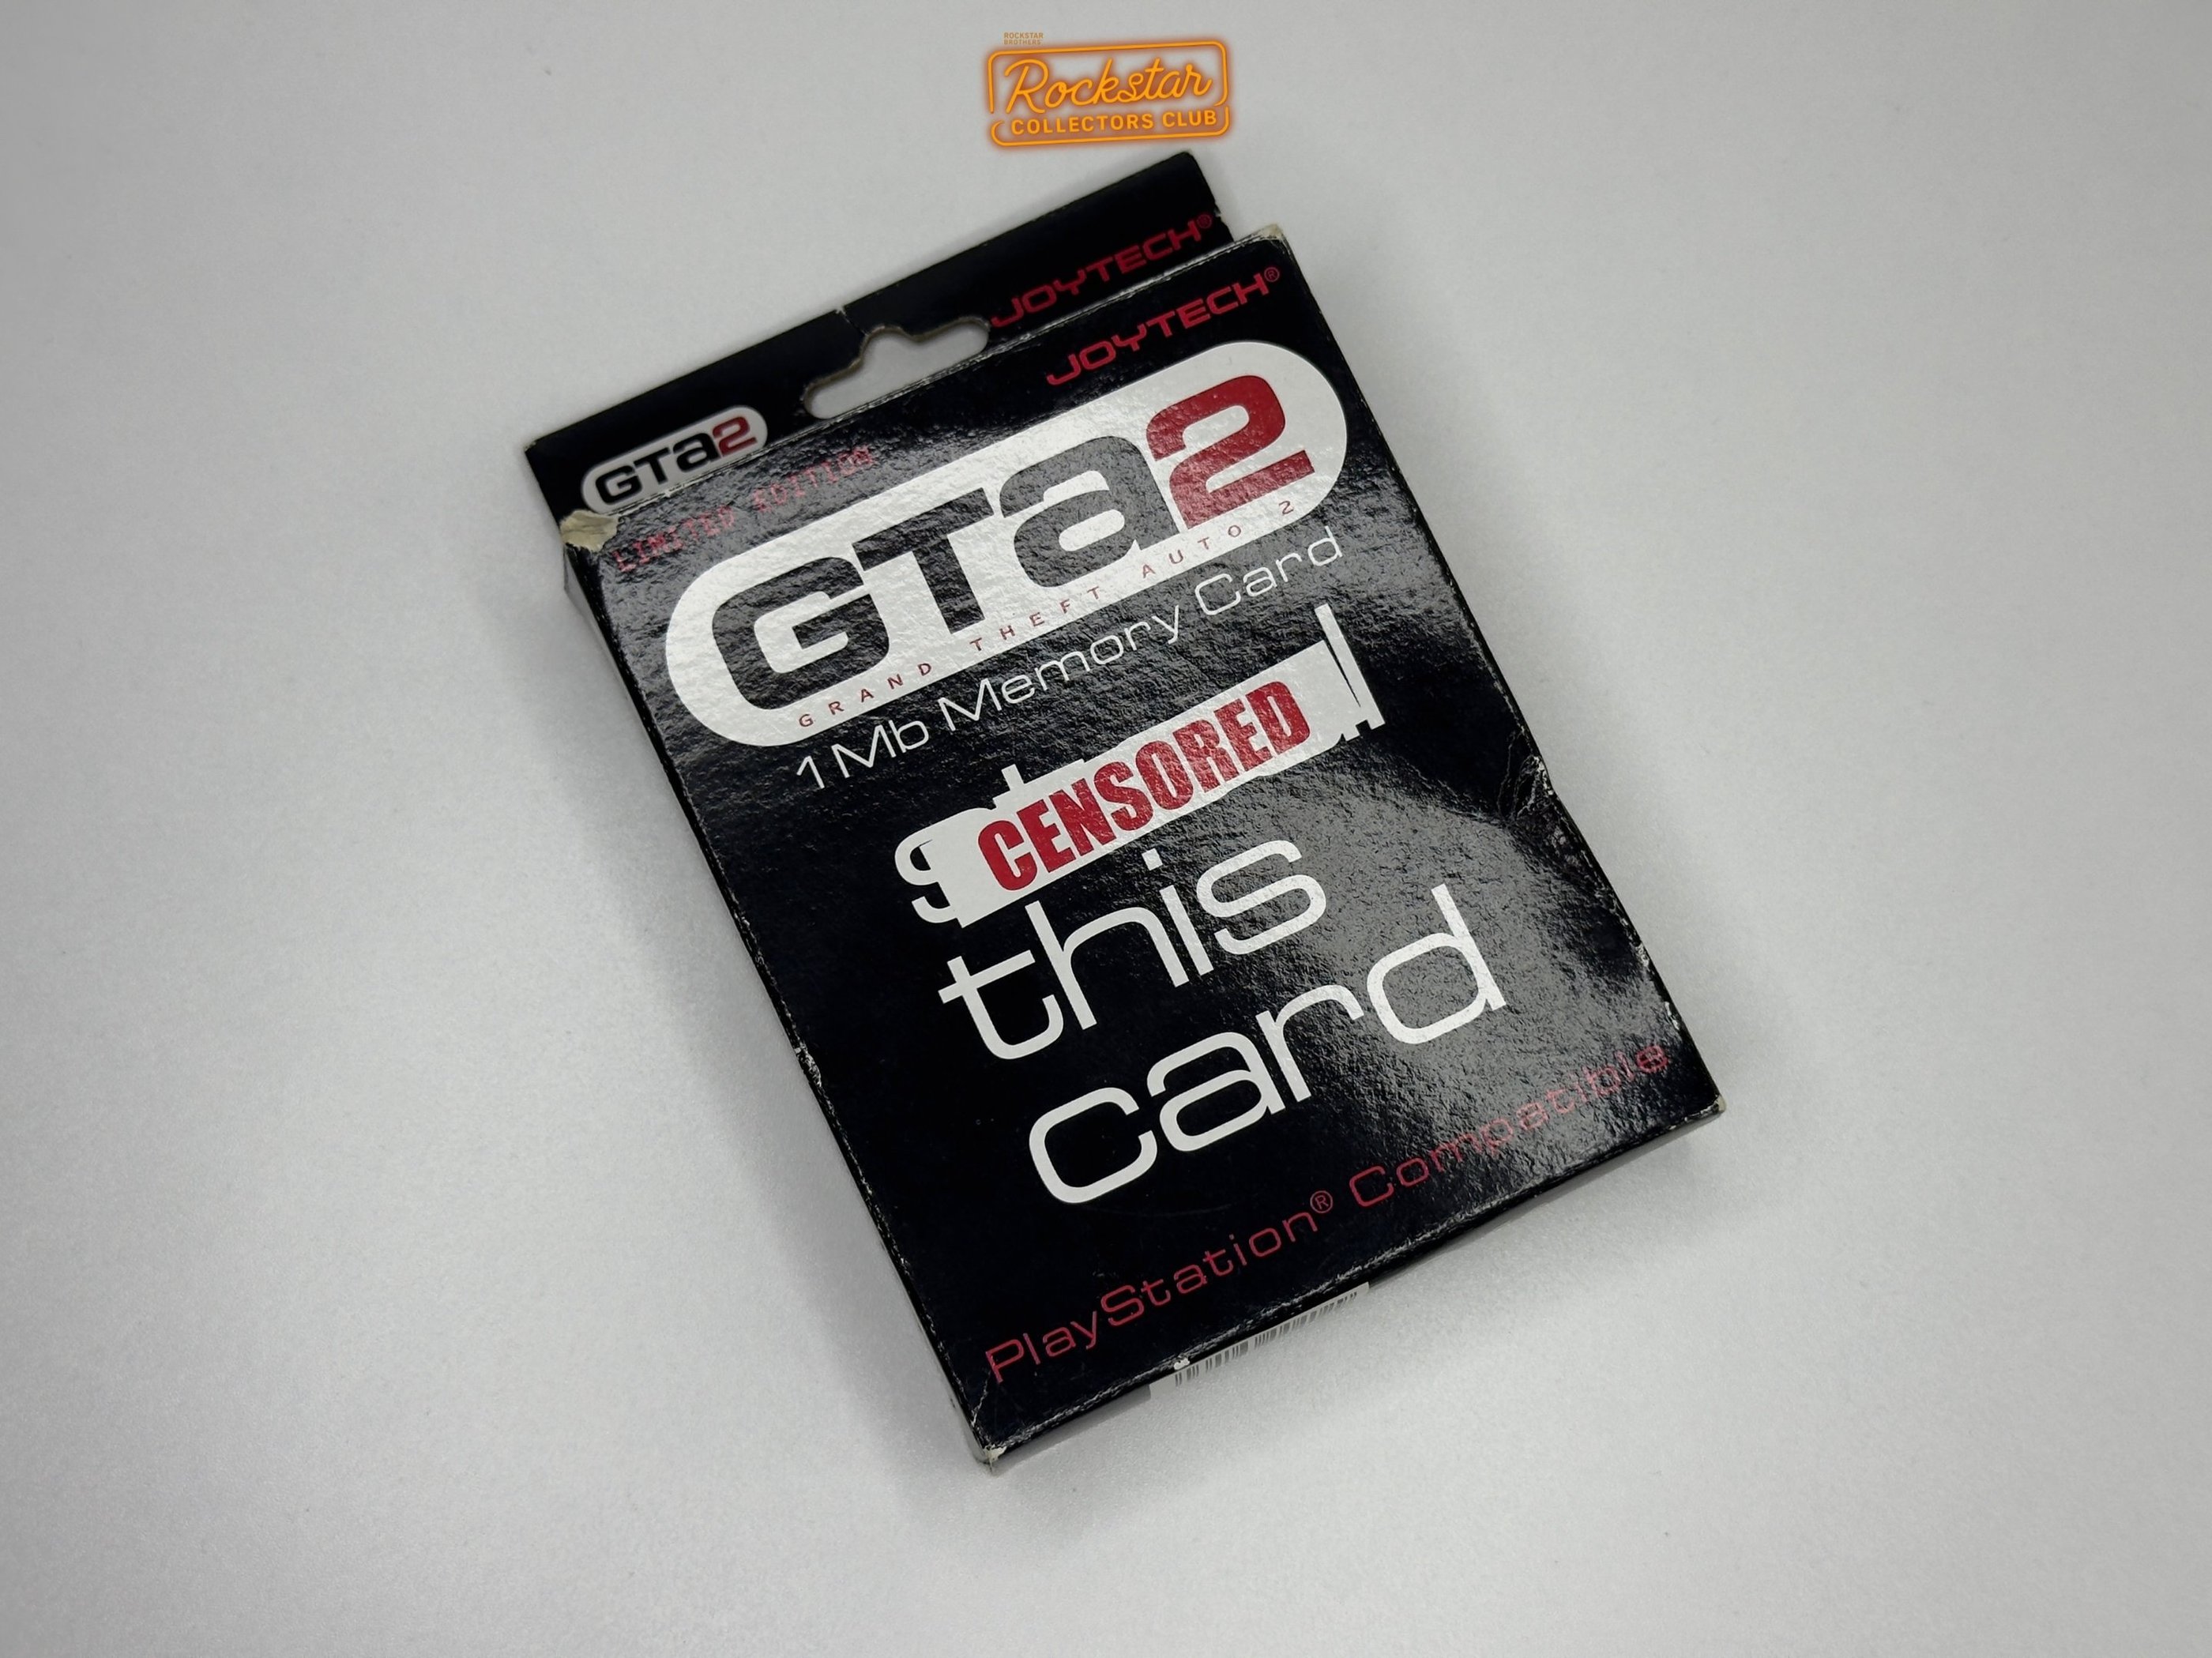 ROCKSTAR
BROTHERS'
Rockstar
COLLECTORS CLUB
JOYTECH®
GTA2
JOYTECH®
LIMITED EDITION
GTA2
GRAND THEFT AUTO 2
1 Mb Memory Card
CENSORED
this
card
PlayStation® Compatible